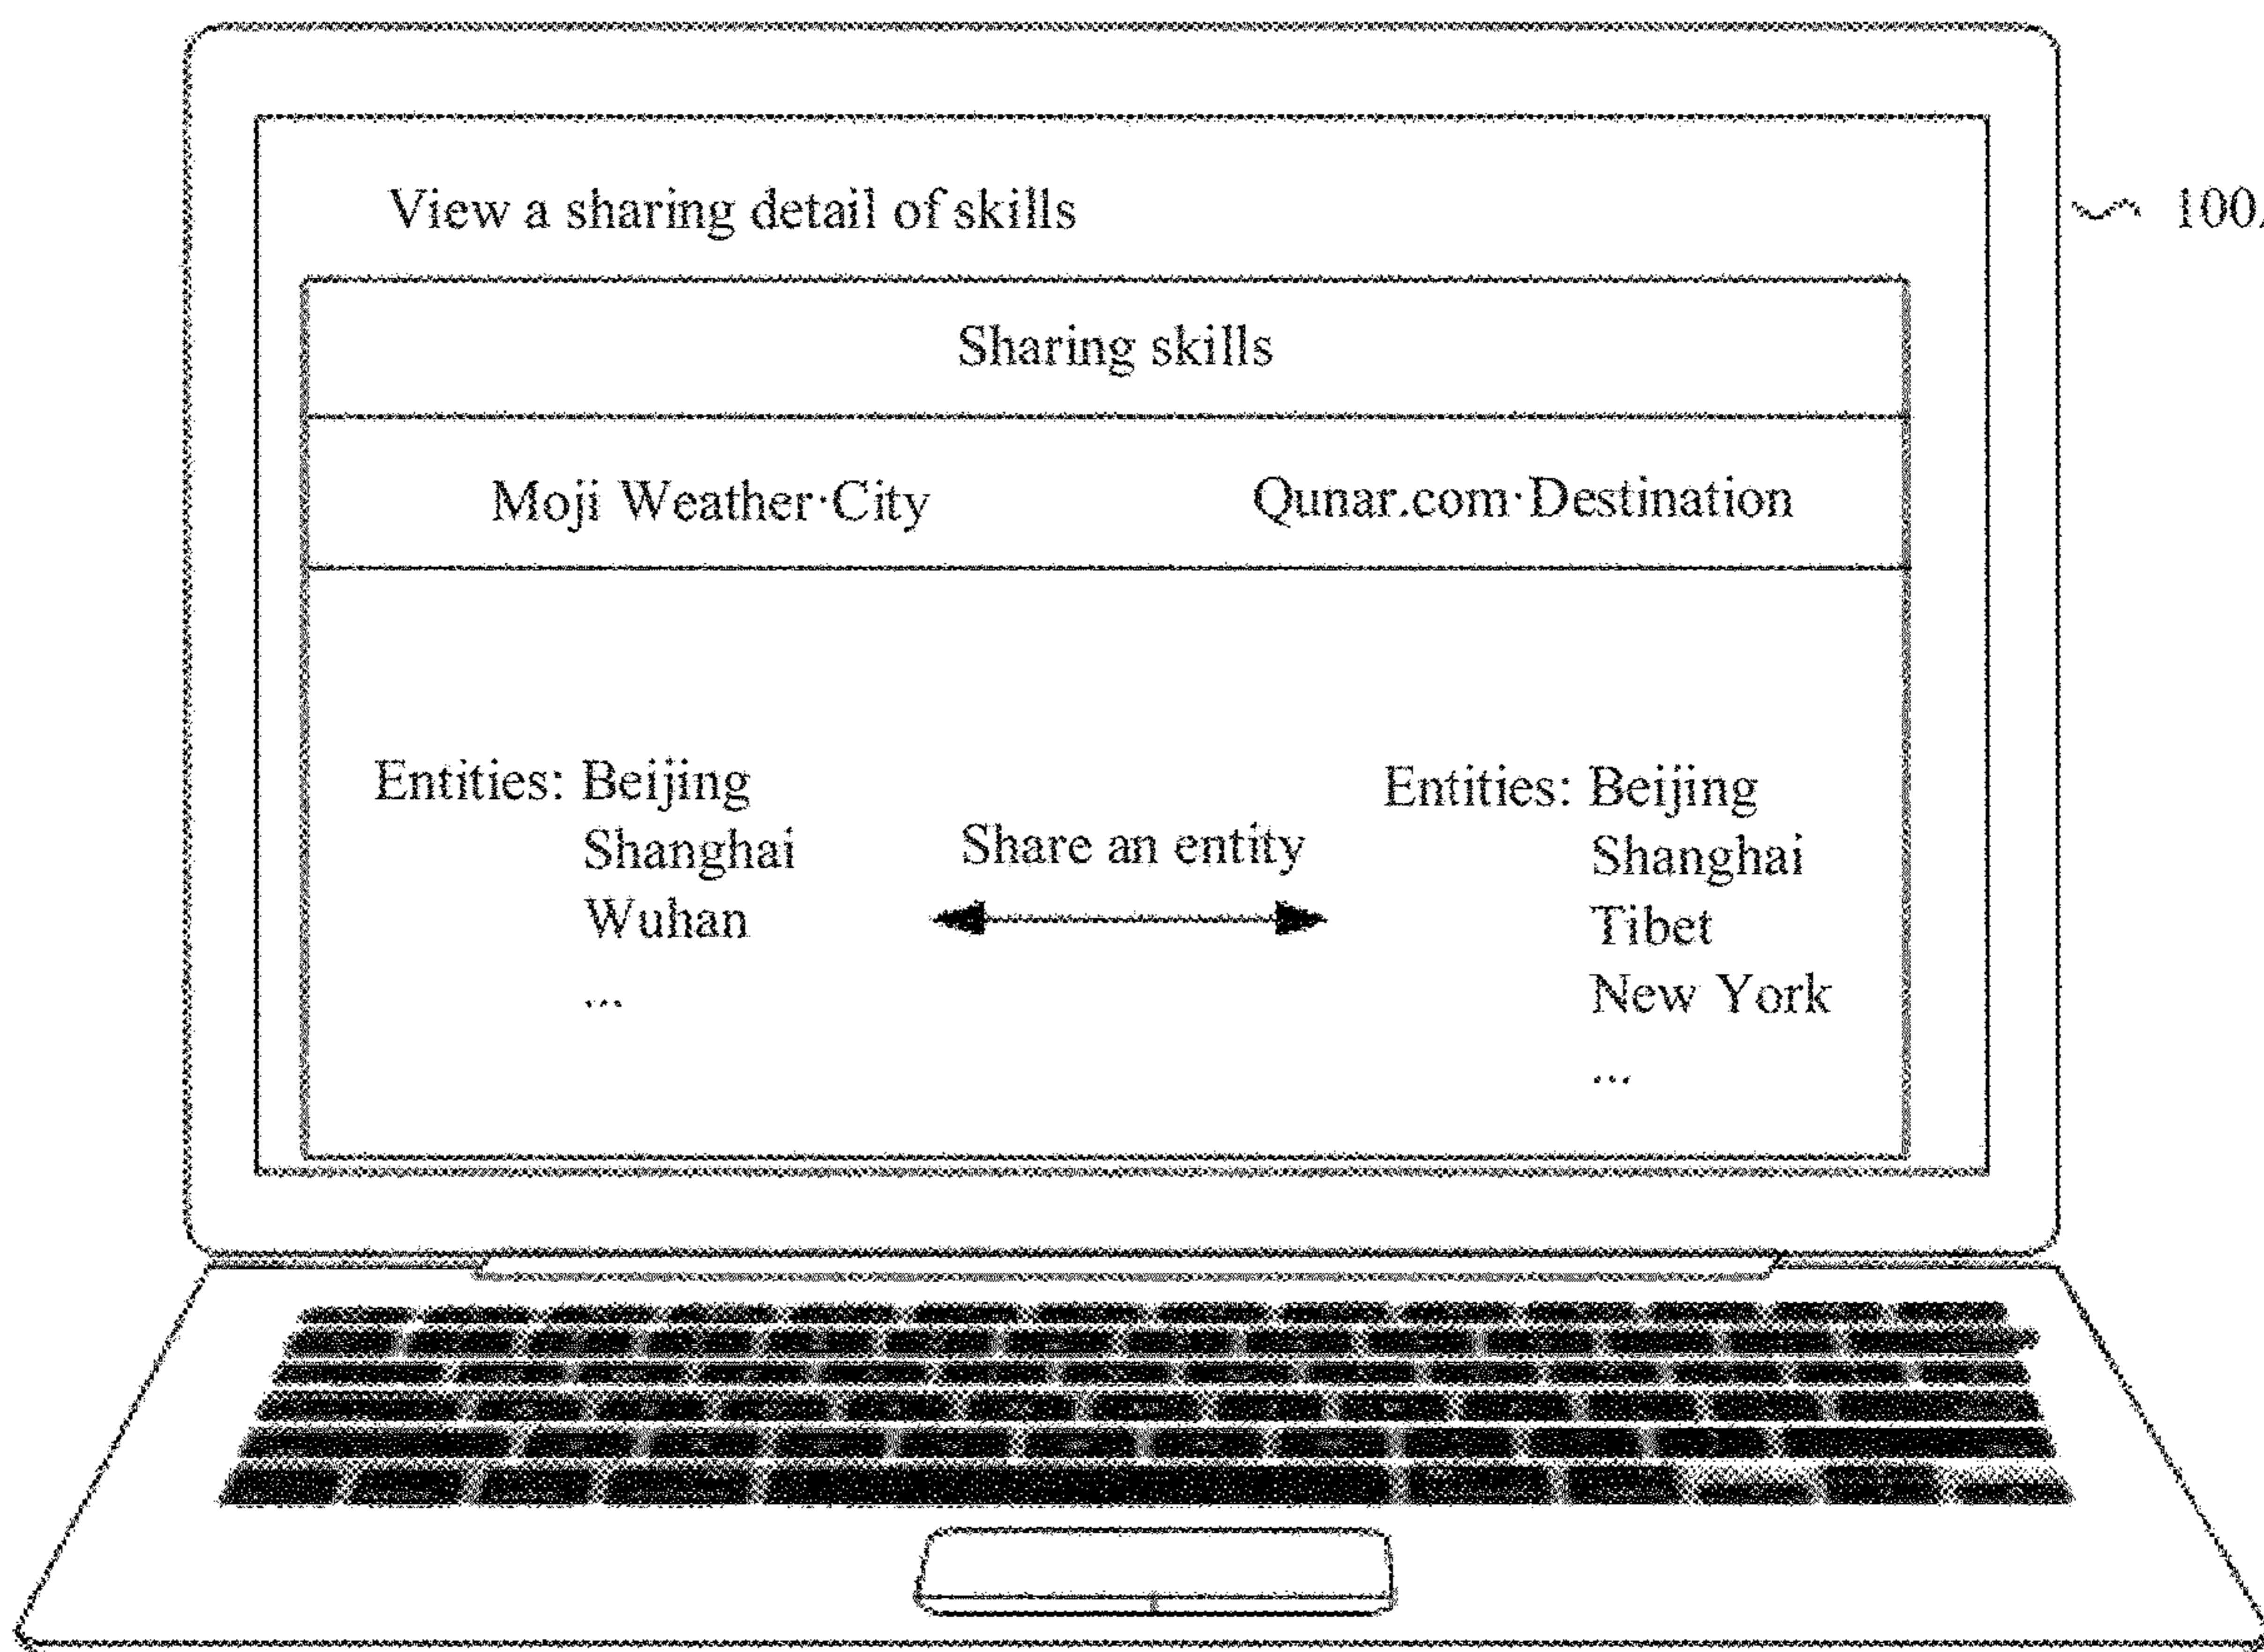 View a sharing detail of skills
100
Sharing skills
Moji Weather·City Qunar.com·Destination
Entities: Beijing
Shanghai
Wuhan
...
Share an entity
Entities: Beijing
Shanghai
Tibet
New York
...